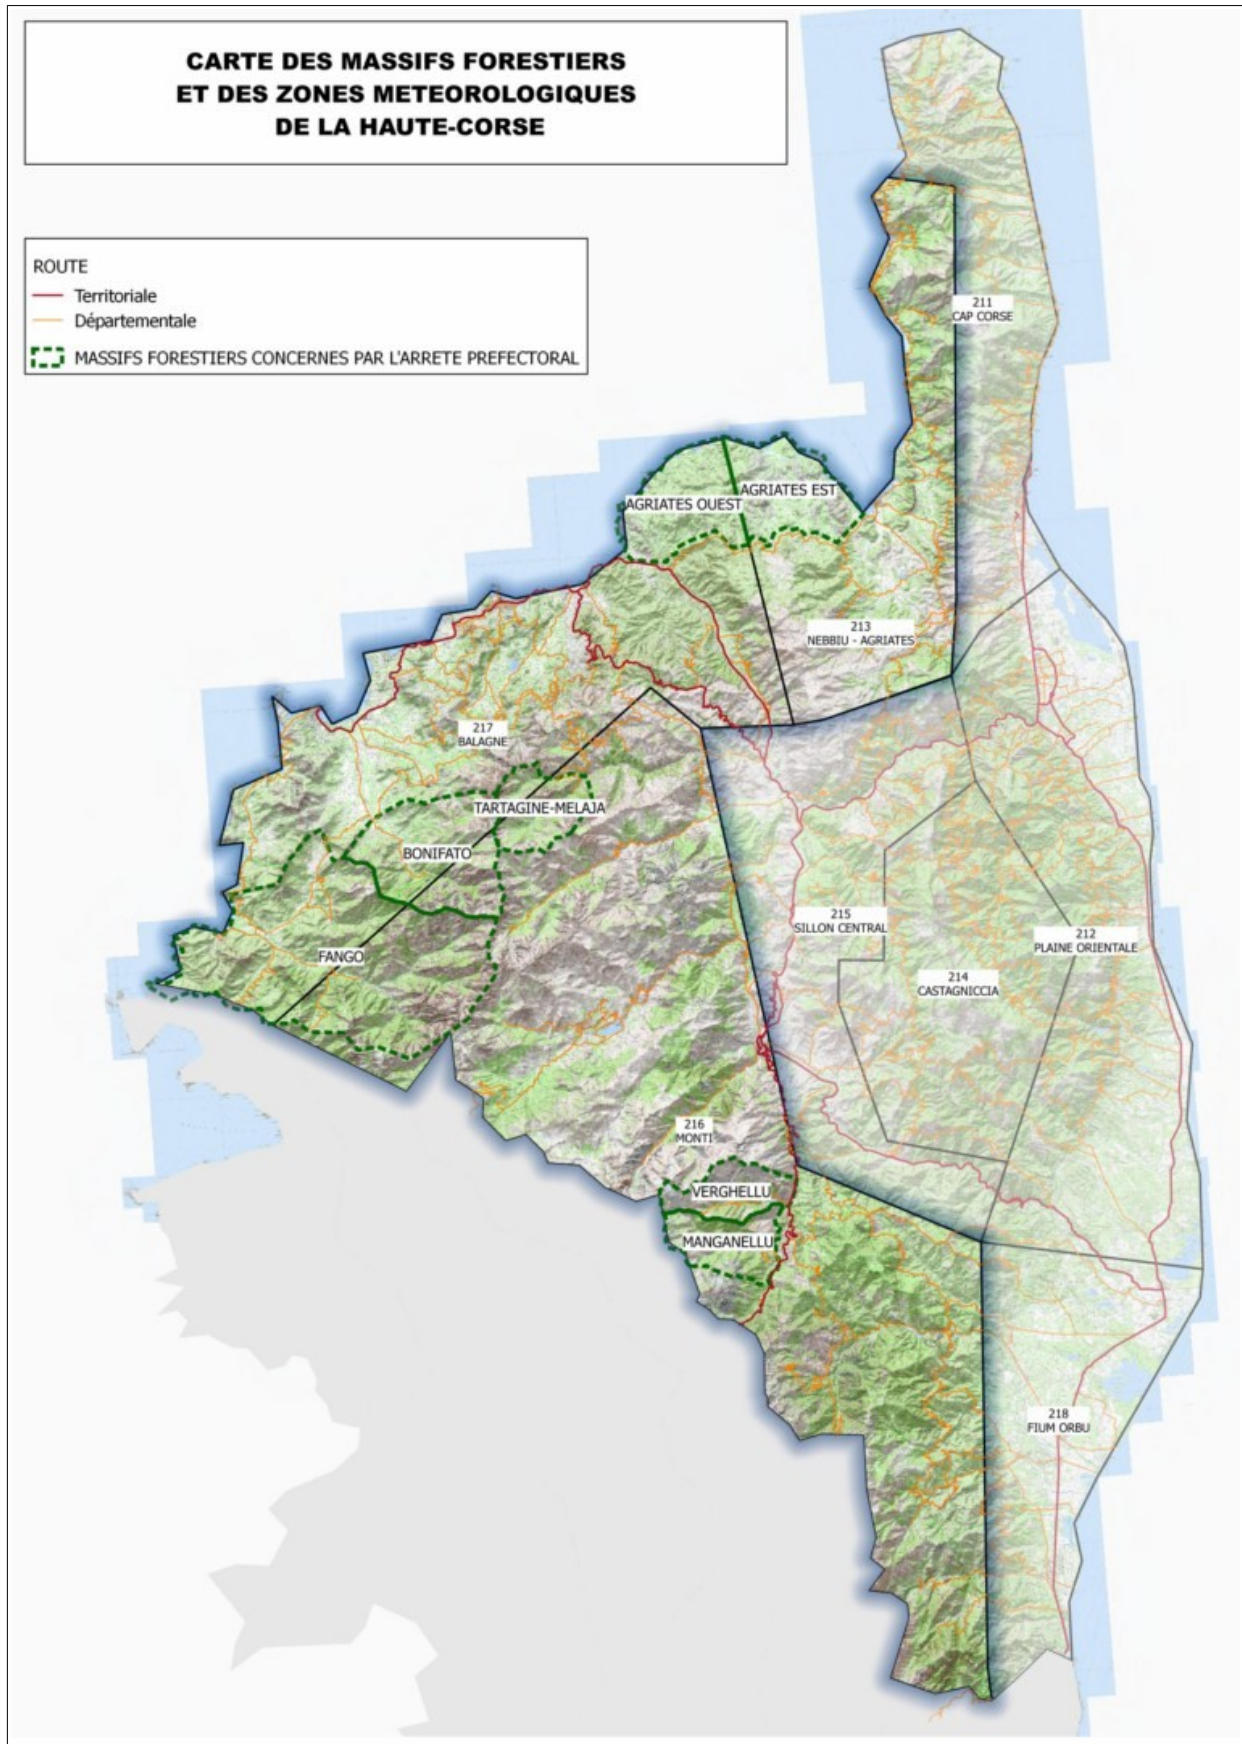 CARTE DES MASSIFS FORESTIERS
ET DES ZONES METEOROLOGIQUES
DE LA HAUTE-CORSE
ROUTE
Territoriale
Départementale
MASSIFS FORESTIERS CONCERNES PAR L'ARRETE PREFECTORAL
211
CAP CORSE
AGRIATES EST
AGRIATES OUEST
213
NEBBIU - AGRIATES
217
BALAGNE
TARTAGINE-MELAJA
BONIFATO
215
SILLON CENTRAL
212
PLAINE ORIENTALE
FANGO
214
CASTAGNICCIA
216
MONTI
VERGHELLU
MANGANELLU
218
FIUM ORBU